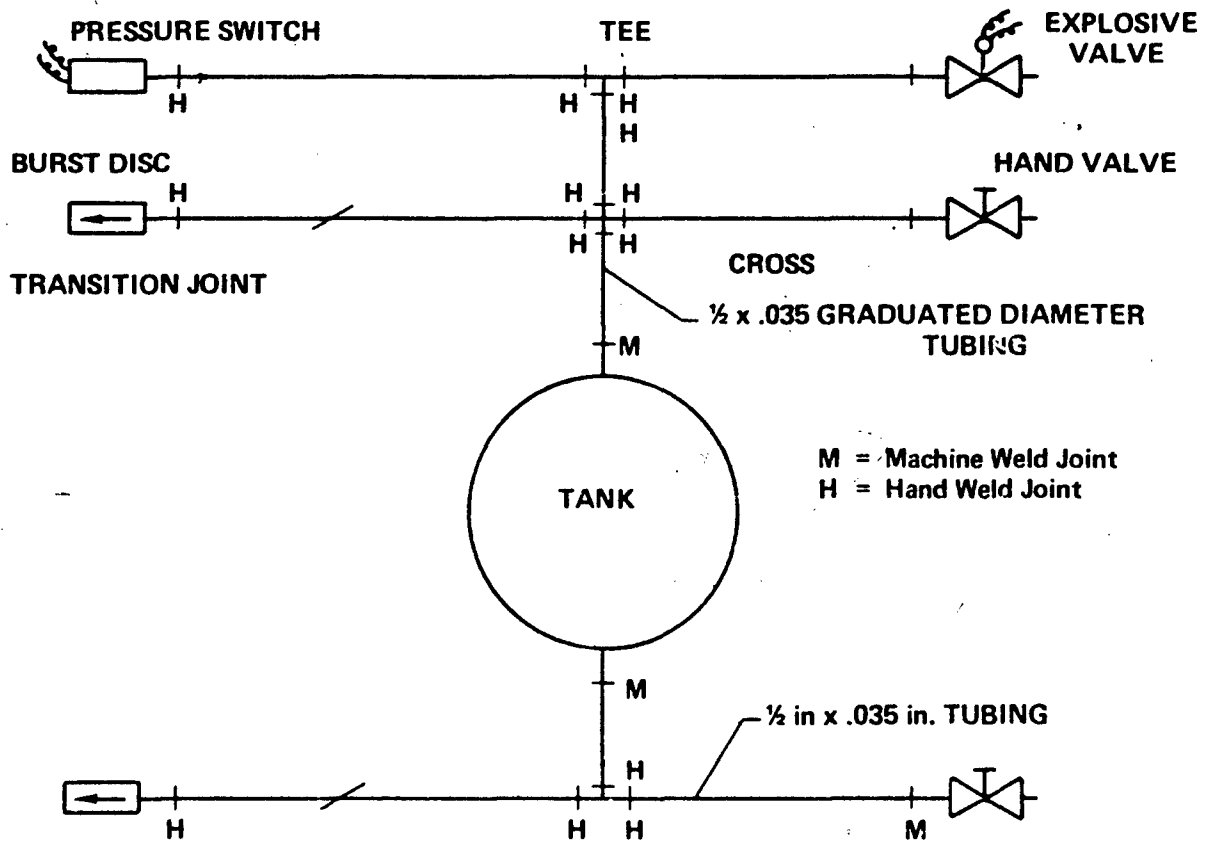 PRESSURE SWITCH
TEE
EXPLOSIVE
VALVE
H
H
H
H
BURST DISC
HAND VALVE
H
H
H
H
H
TRANSITION JOINT
CROSS
½ x .035 GRADUATED DIAMETER
TUBING
M
M = Machine Weld Joint
H = Hand Weld Joint
TANK
M
½ in x .035 in. TUBING
H
H
H
H
M